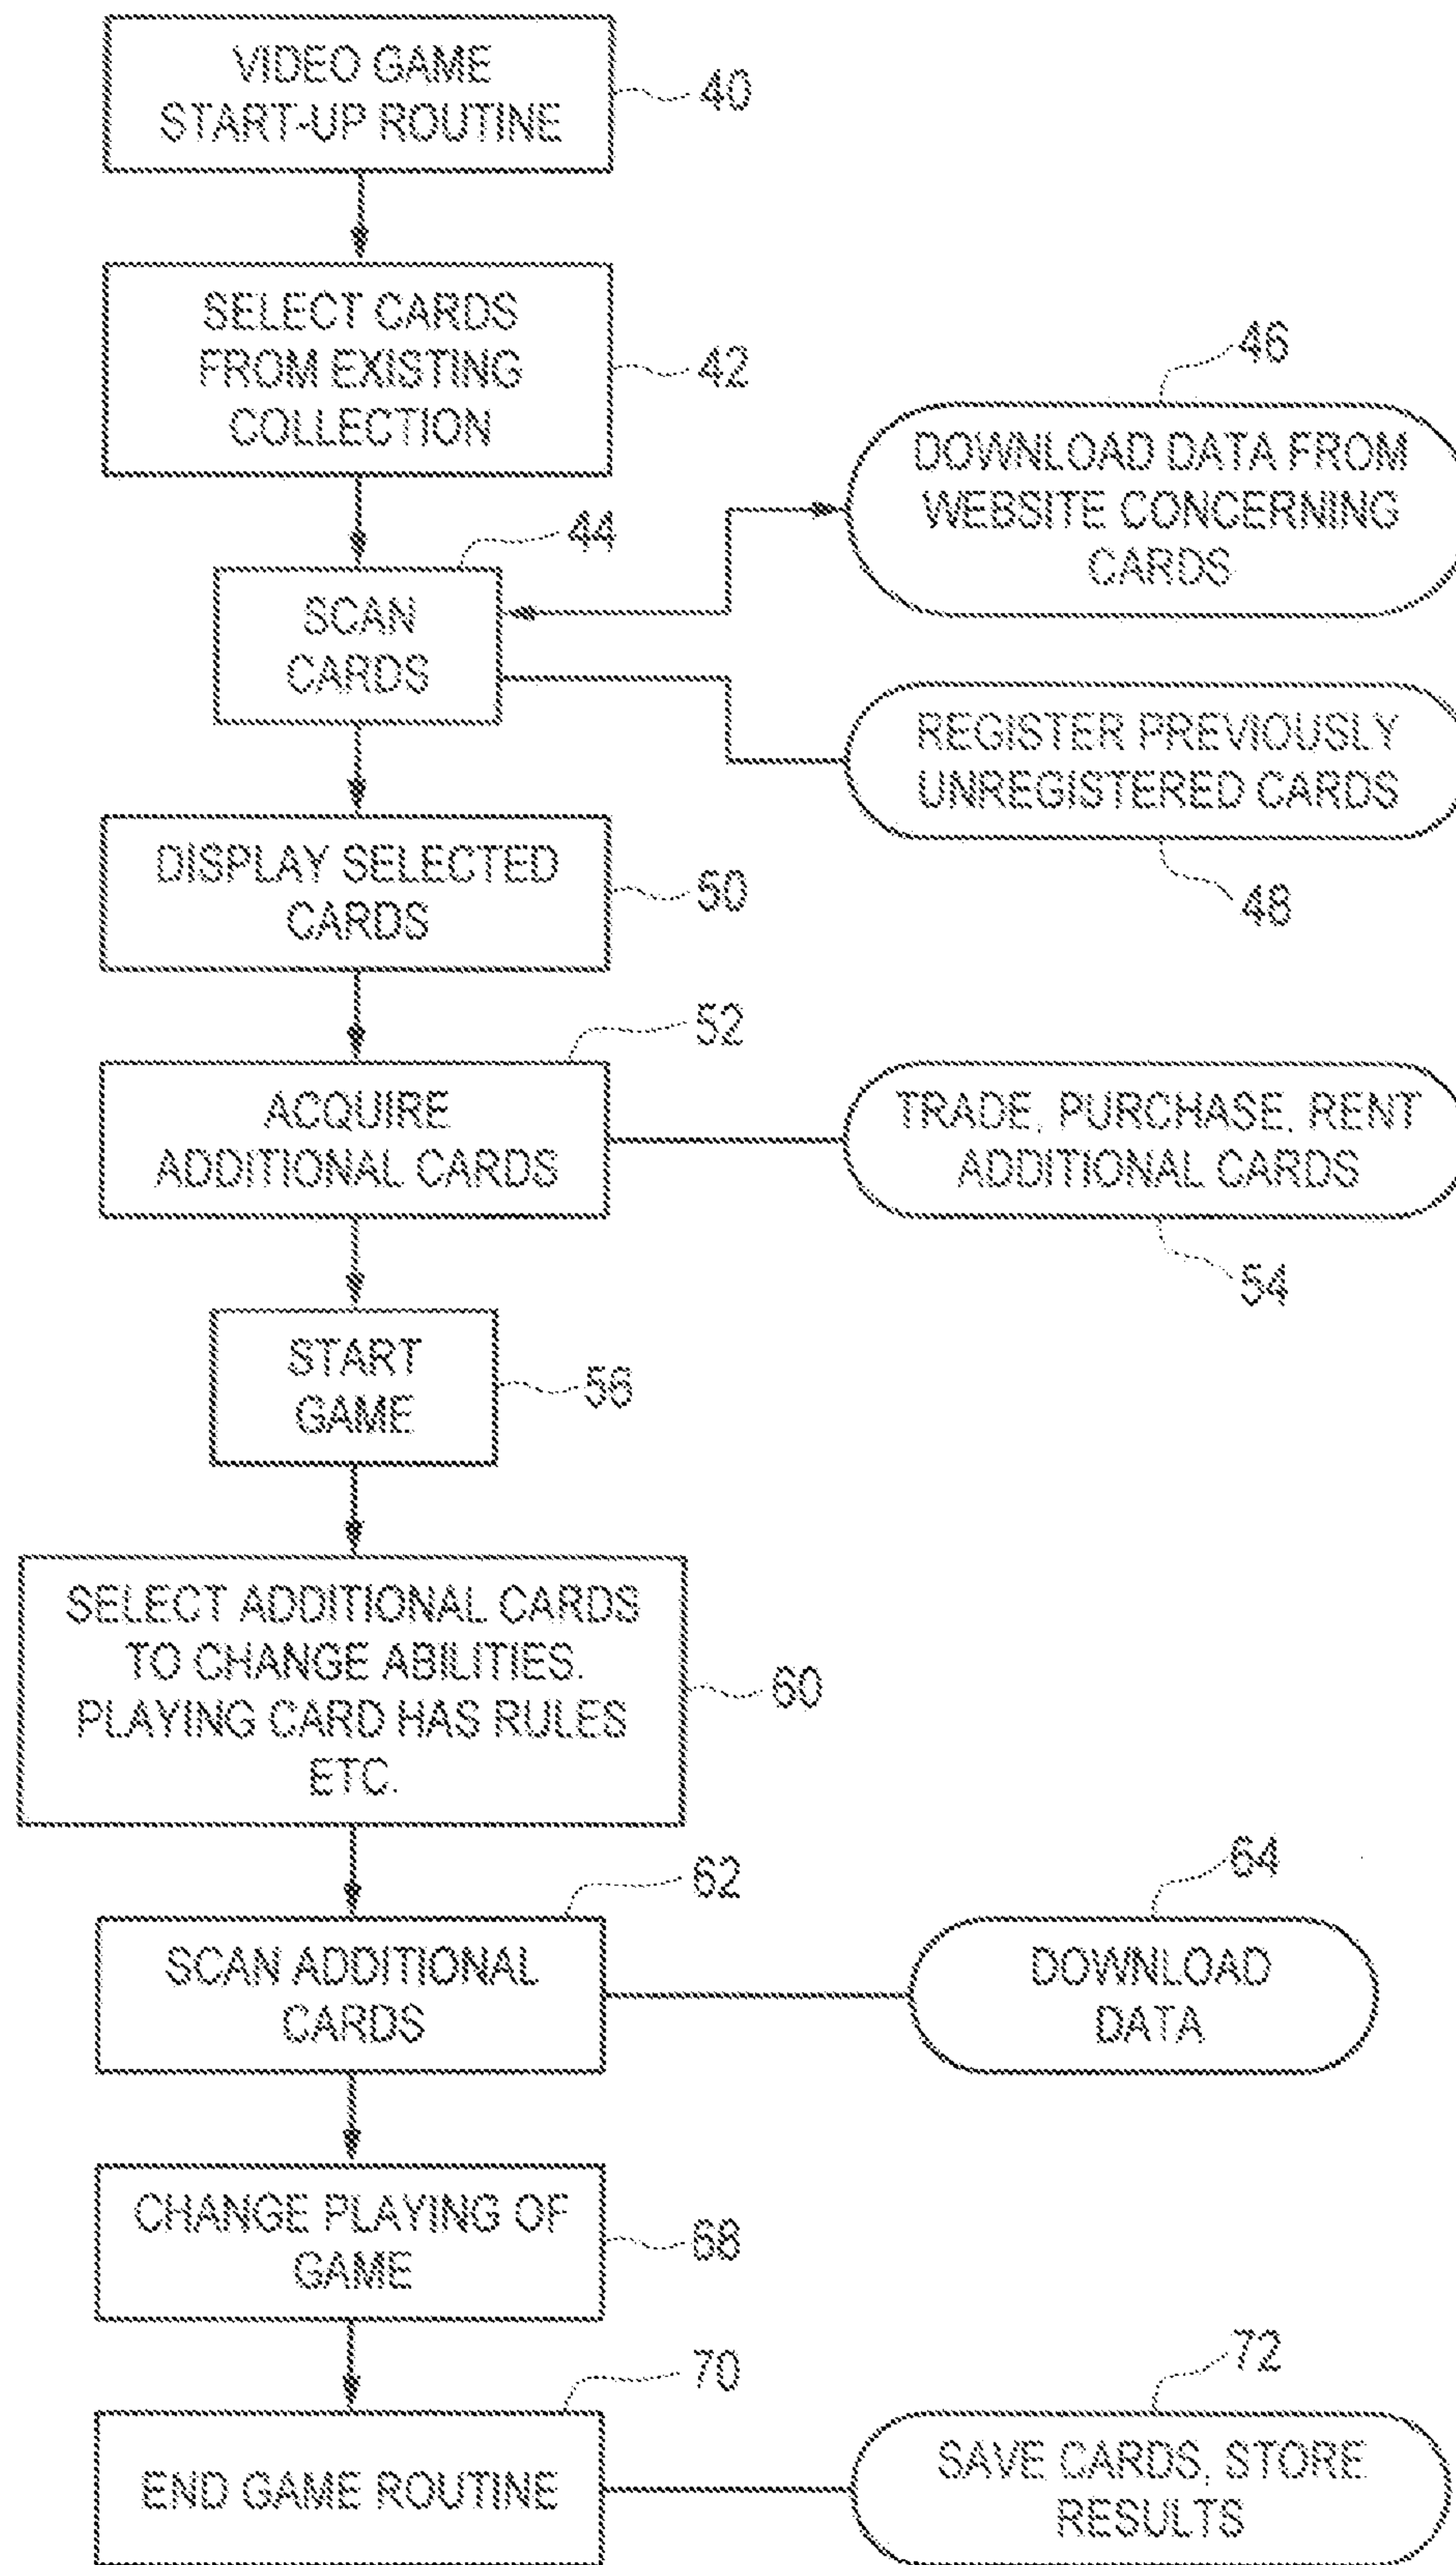 VIDEO GAME
START-UP ROUTINE
40
SELECT CARDS
FROM EXISTING
COLLECTION
42
46
DOWNLOAD DATA FROM
WEBSITE CONCERNING
CARDS
44
SCAN
CARDS
REGISTER PREVIOUSLY
UNREGISTERED CARDS
48
DISPLAY SELECTED
CARDS
50
52
ACQUIRE
ADDITIONAL CARDS
TRADE, PURCHASE, RENT
ADDITIONAL CARDS
54
START
GAME
56
SELECT ADDITIONAL CARDS
TO CHANGE ABILITIES.
PLAYING CARD HAS RULES
ETC.
60
62
SCAN ADDITIONAL
CARDS
64
DOWNLOAD
DATA
CHANGE PLAYING OF
GAME
68
70
END GAME ROUTINE
72
SAVE CARDS, STORE
RESULTS